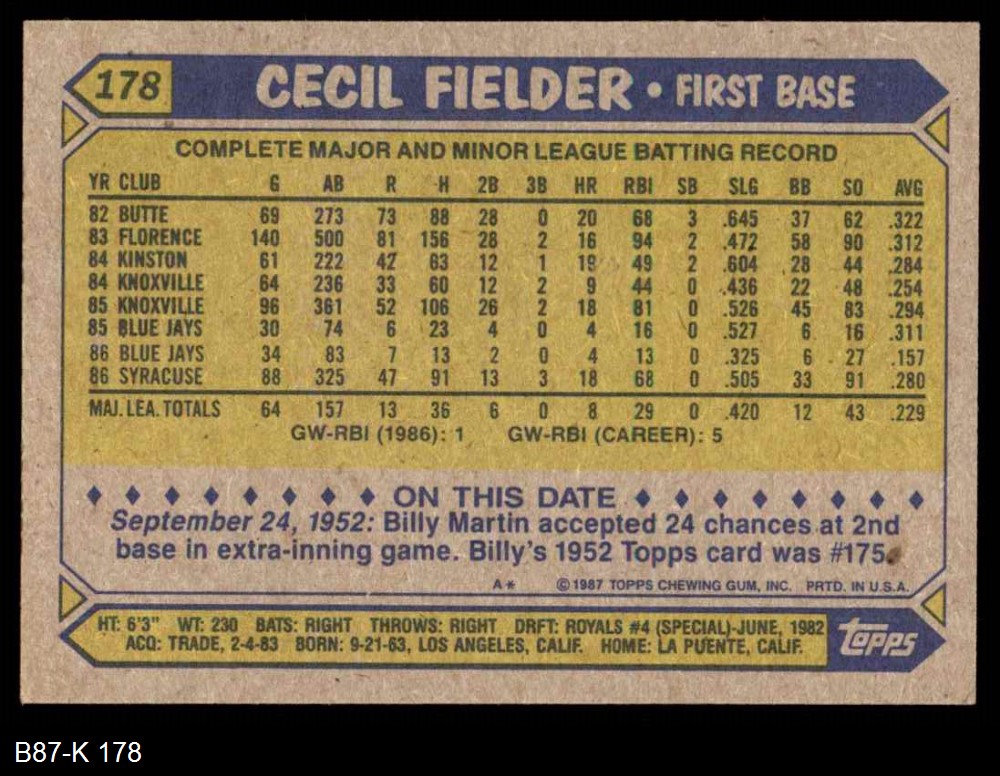 178 CECIL FIELDER • FIRST BASE
COMPLETE MAJOR AND MINOR LEAGUE BATTING RECORD
YR CLUB G AB R H 2B 3B HR RBI SB SLG BB SO AVG
82 BUTTE 69 273 73 88 28 0 20 68 3 .645 37 62 .322
83 FLORENCE 140 500 81 156 28 2 16 94 2 .472 58 90 .312
84 KINSTON 61 222 42 63 12 1 19 49 2 .604 28 44 .284
84 KNOXVILLE 64 236 33 60 12 2 9 44 0 .436 22 48 .254
85 KNOXVILLE 96 361 52 106 26 2 18 81 0 .526 45 83 .294
85 BLUE JAYS 30 74 6 23 4 0 4 16 0 .527 6 16 .311
86 BLUE JAYS 34 83 7 13 2 0 4 13 0 .325 6 27 .157
86 SYRACUSE 88 325 47 91 13 3 18 68 0 .505 33 91 .280
MAJ. LEA. TOTALS 64 157 13 36 6 0 8 29 0 .420 12 43 .229
GW-RBI (1986): 1 GW-RBI (CAREER): 5
ON THIS DATE
September 24, 1952: Billy Martin accepted 24 chances at 2nd
base in extra-inning game. Billy's 1952 Topps card was #175.
A* © 1987 TOPPS CHEWING GUM, INC. PRTD. IN U.S.A.
HT: 6'3" WT: 230 BATS: RIGHT THROWS: RIGHT DRFT: ROYALS #4 (SPECIAL)-JUNE, 1982
ACQ: TRADE, 2-4-83 BORN: 9-21-63, LOS ANGELES, CALIF. HOME: LA PUENTE, CALIF.
topps
B87-K 178